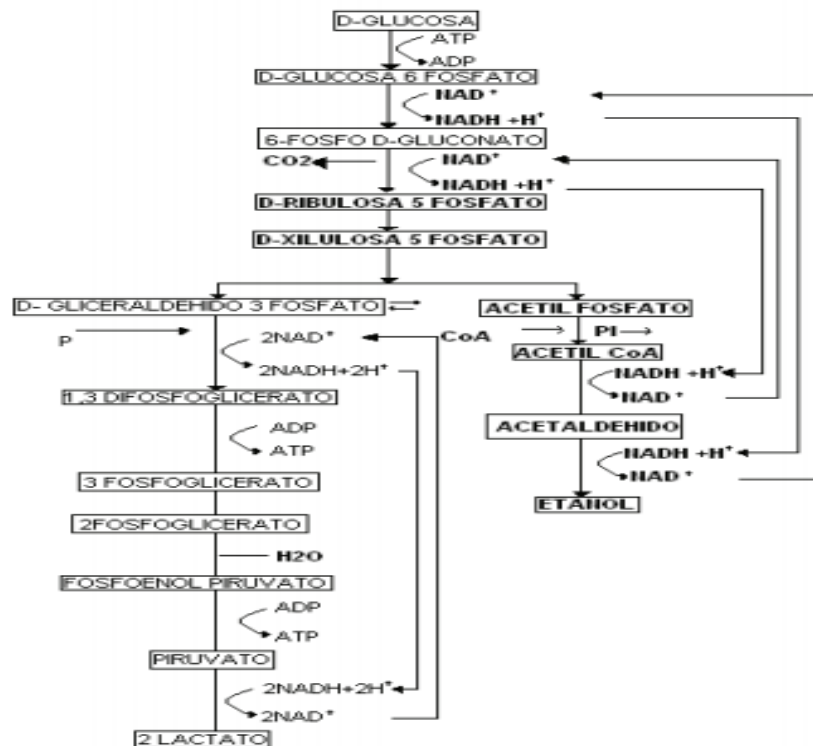 D-GLUCOSA
ATP
ADP
D-GLUCOSA 6 FOSFATO
NAD+
NADH +H+
6-FOSFO D-GLUCONATO
CO2
NAD+
NADH +H+
D-RIBULOSA 5 FOSFATO
D-XILULOSA 5 FOSFATO
D- GLICERALDEHIDO 3 FOSFATO
P
2NAD+
2NADH+2H+
1,3 DIFOSFOGLICERATO
ADP
ATP
3 FOSFOGLICERATO
2FOSFOGLICERATO
H2O
FOSFOENOL PIRUVATO
ADP
ATP
PIRUVATO
2NADH+2H+
2NAD+
2 LACTATO
ACETIL FOSFATO
CoA
PI
ACETIL CoA
NADH +H+
NAD+
ACETALDEHIDO
NADH +H+
NAD+
ETANOL